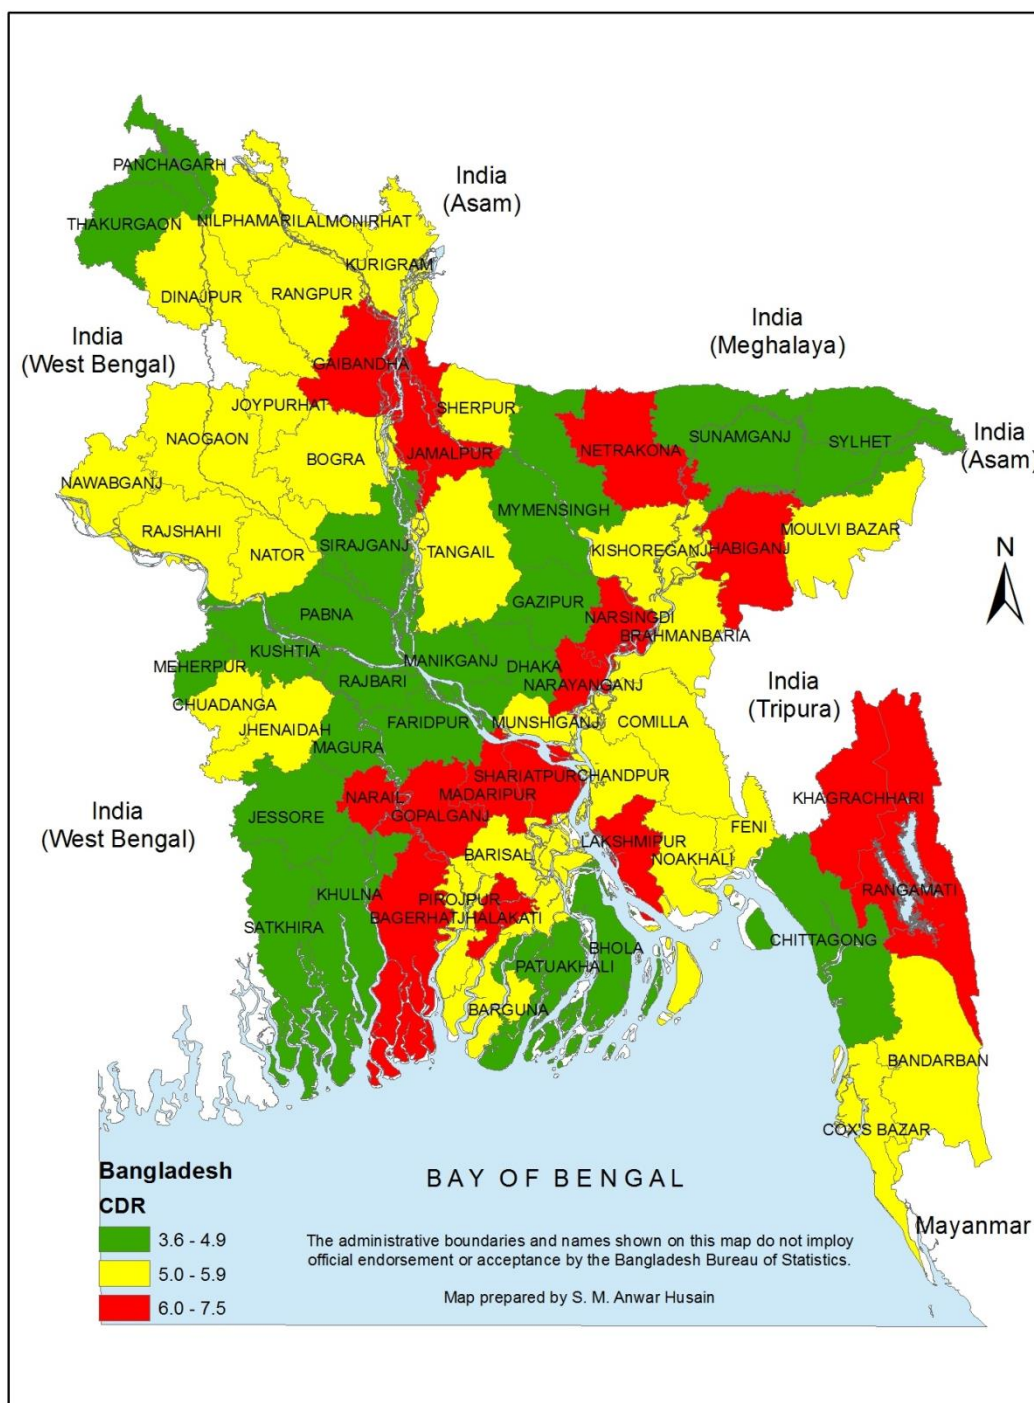 PANCHAGARH
India
(Asam)
THAKURGAON
NILPHAMARI
LALMONIRHAT
KURIGRAM
DINAJPUR
RANGPUR
India
(West Bengal)
India
(Meghalaya)
GAIBANDHA
JOYPURHAT
SHERPUR
NAOGAON
BOGRA
JAMALPUR
NETRAKONA
SUNAMGANJ
SYLHET
India
(Asam)
NAWABGANJ
RAJSHAHI
NATOR
SIRAJGANJ
TANGAIL
MYMENSINGH
KISHOREGANJ
HABIGANJ
MOULVI BAZAR
N
PABNA
GAZIPUR
NARSINGDI
BRAHMANBARIA
MEHERPUR
KUSHTIA
RAJBARI
MANIKGANJ
DHAKA
NARAYANGANJ
India
(Tripura)
CHUADANGA
JHENAIDAH
MAGURA
FARIDPUR
MUNSHIGANJ
COMILLA
India
(West Bengal)
JESSORE
NARAIL
GOPALGANJ
MADARIPUR
SHARIATPUR
CHANDPUR
KHAGRACHHARI
LAKSHMIPUR
NOAKHALI
FENI
BARISAL
KHULNA
SATKHIRA
BAGERHAT
PIROJPUR
JHALAKATI
RANGAMATI
BHOLA
PATUAKHALI
CHITTAGONG
BARGUNA
BANDARBAN
COX'S BAZAR
Bangladesh
CDR
3.6 - 4.9
5.0 - 5.9
6.0 - 7.5
BAY OF BENGAL
The administrative boundaries and names shown on this map do not imploy
official endorsement or acceptance by the Bangladesh Bureau of Statistics.
Map prepared by S. M. Anwar Husain
Mayanmar